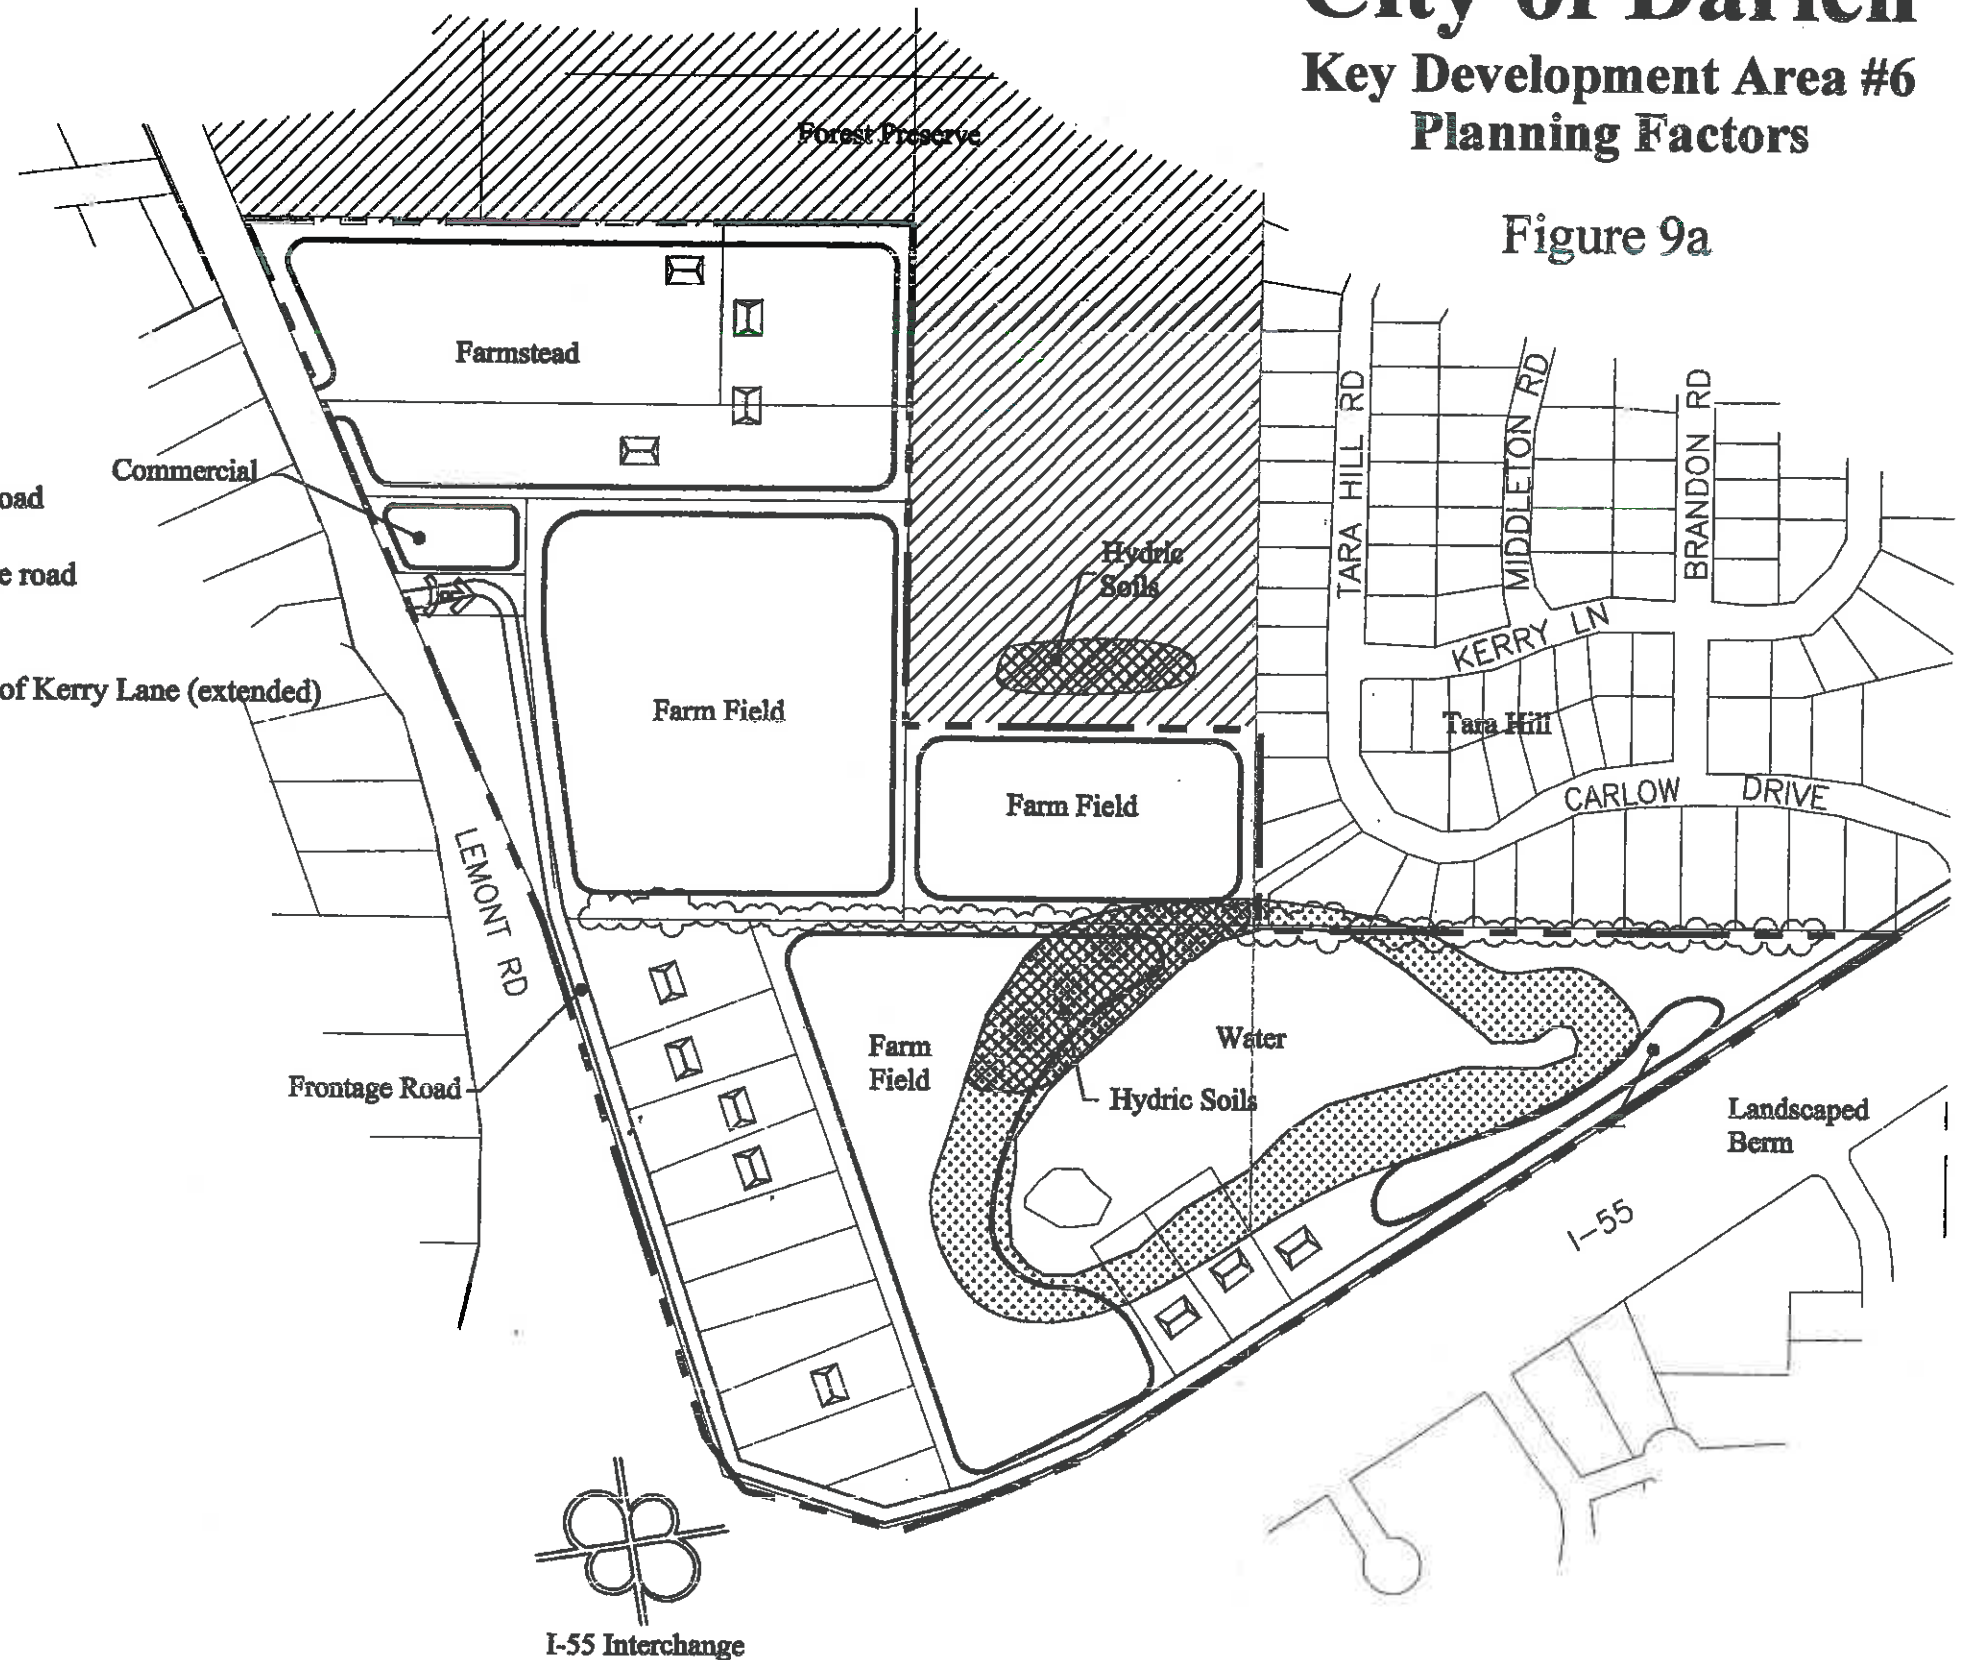 City of Darien
Key Development Area #6
Planning Factors
Figure 9a
Forest Preserve
Farmstead
Commercial
oad
e road
of Kerry Lane (extended)
Hydric
Soils
TARA HILL RD
MIDDLETON RD
BRANDON RD
KERRY LN
Tara Hill
CARLOW DRIVE
Farm Field
Farm Field
LEMONT RD
Farm
Field
Water
Hydric Soils
Frontage Road
Landscaped
Berm
I-55
I-55 Interchange